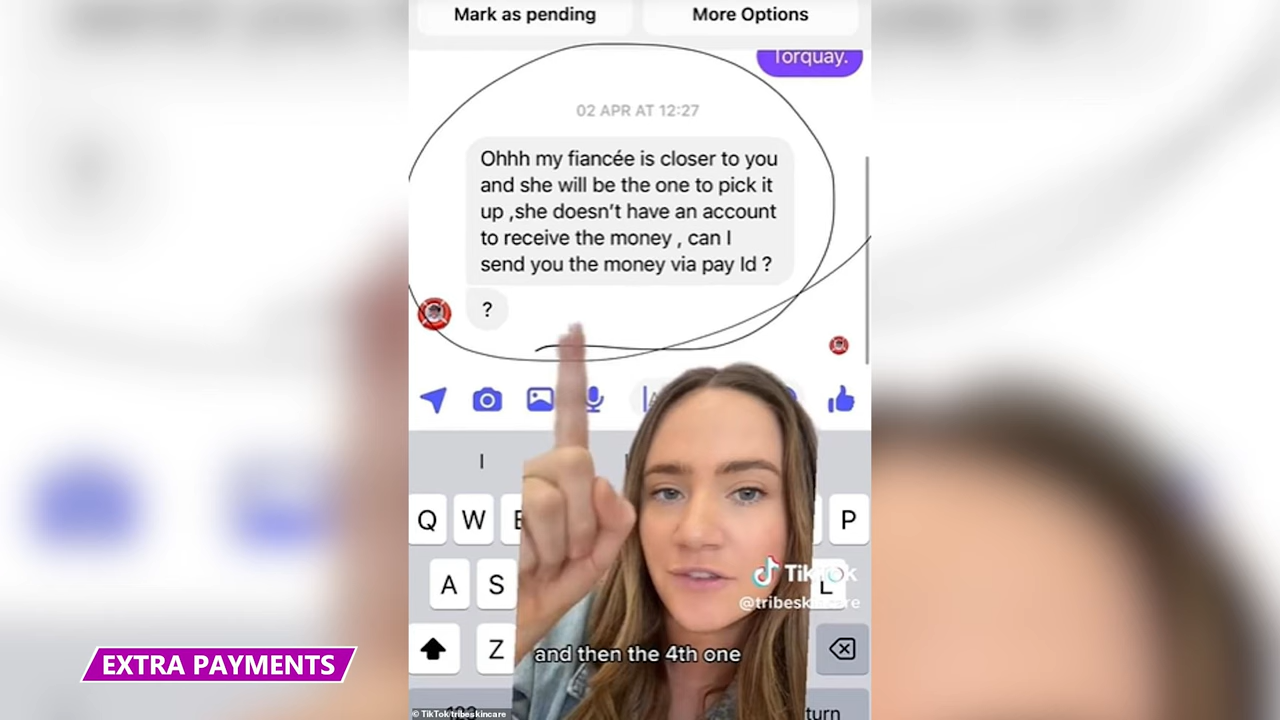 Mark as pending
More Options
Torquay.
02 APR AT 12:27
Ohhh my fiancée is closer to you
and she will be the one to pick it
up ,she doesn't have an account
to receive the money , can I
send you the money via pay Id ?
?
I
Q W E P
A S L
Z
TikTok
@tribeskincare
and then the 4th one
EXTRA PAYMENTS
123
© TikTok/tribeskincare